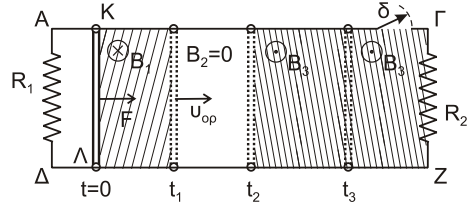 A K δ Γ
B₁ B₂=0 B₃ B₃
R₁ F υορ R₂
Δ Λ Z
t=0 t₁ t₂ t₃